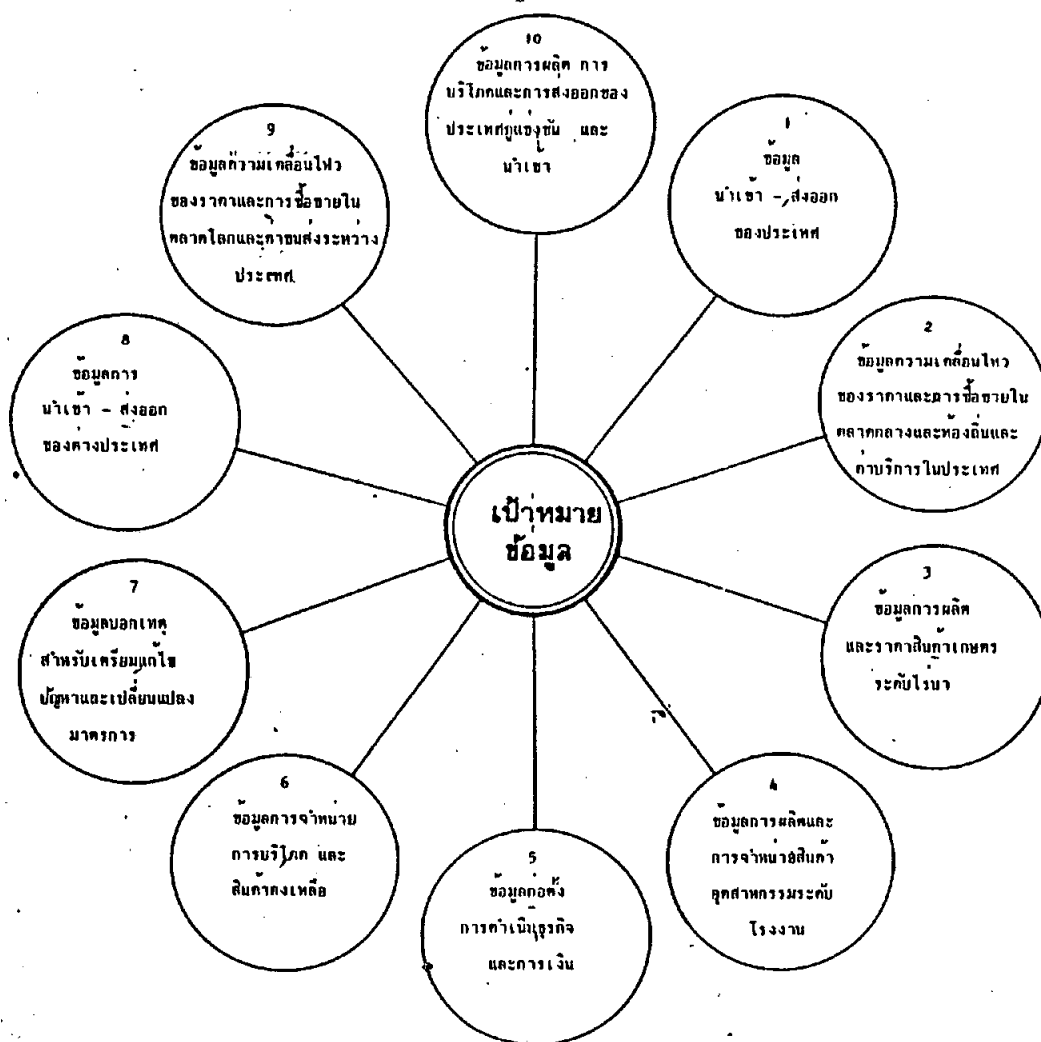 10
ข้อมูลการผลิต การ
บริโภคและการส่งออกของ
ประเทศคู่แข่งขัน และ
นำเข้า
1
ข้อมูล
นำเข้า - ส่งออก
ของประเทศ
2
ข้อมูลความเคลื่อนไหว
ของราคาและการซื้อขายใน
ตลาดกลางและท้องถิ่นและ
ค่าบริการในประเทศ
3
ข้อมูลการผลิต
และราคาสินค้าเกษตร
ระดับไร่นา
4
ข้อมูลการผลิตและ
การจำหน่ายสินค้า
อุตสาหกรรมระดับ
โรงงาน
5
ข้อมูลก่อตั้ง
การดำเนินธุรกิจ
และการเงิน
6
ข้อมูลการจำหน่าย
การบริโภค และ
สินค้าคงเหลือ
7
ข้อมูลบอกเหตุ
สำหรับเตรียมแก้ไข
ปัญหาและเปลี่ยนแปลง
มาตรการ
8
ข้อมูลการ
นำเข้า - ส่งออก
ของต่างประเทศ
9
ข้อมูลความเคลื่อนไหว
ของราคาและการซื้อขายใน
ตลาดโลกและค่าขนส่งระหว่าง
ประเทศ
เป้าหมาย
ข้อมูล